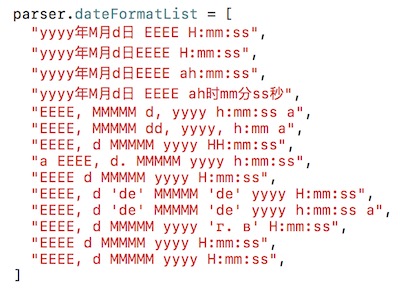 parser.dateFormatList = [
"yyyy年M月d日 EEEE H:mm:ss",
"yyyy年M月d日EEEE H:mm:ss",
"yyyy年M月d日EEEE ah:mm:ss",
"yyyy年M月d日 EEEE ah时mm分ss秒",
"EEEE, MMMMM d, yyyy h:mm:ss a",
"EEEE, MMMMM dd, yyyy, h:mm a",
"EEEE, d MMMMM yyyy HH:mm:ss",
"a EEEE, d. MMMMM yyyy h:mm:ss",
"EEEE d MMMMM yyyy H:mm:ss",
"EEEE, d 'de' MMMMM 'de' yyyy H:mm:ss",
"EEEE, d 'de' MMMMM 'de' yyyy h:mm:ss a",
"EEEE, d MMMMM yyyy 'г. в' H:mm:ss",
"EEE d MMMMM yyyy H:mm:ss",
"EEEE, d MMMMM yyyy H:mm:ss",
]